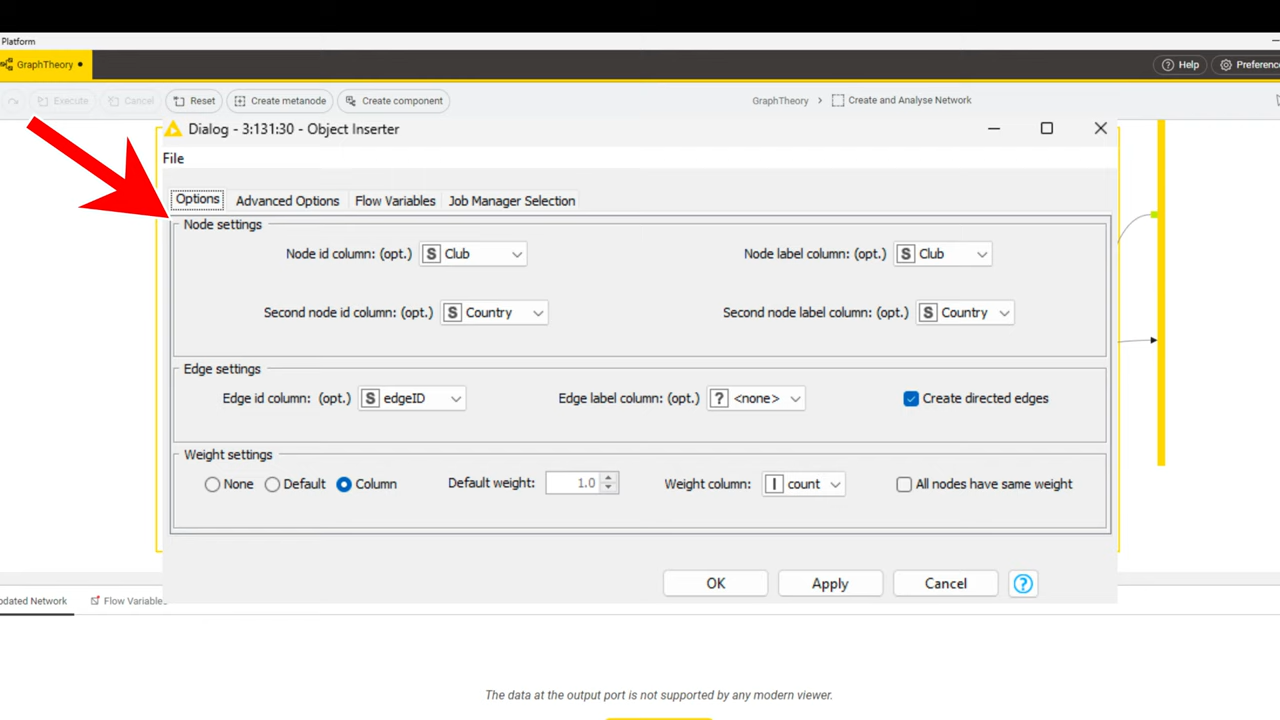 Platform
GraphTheory
Help
Preference
Execute
Cancel
Reset
Create metanode
Create component
GraphTheory > Create and Analyse Network
Dialog - 3:131:30 - Object Inserter
File
Options
Advanced Options
Flow Variables
Job Manager Selection
Node settings
Node id column: (opt.) S Club
Node label column: (opt.) S Club
Second node id column: (opt.) S Country
Second node label column: (opt.) S Country
Edge settings
Edge id column: (opt.) S edgeID
Edge label column: (opt.) ? <none>
Create directed edges
Weight settings
None
Default
Column
Default weight: 1.0
Weight column: I count
All nodes have same weight
OK
Apply
Cancel
?
pdated Network
Flow Variable
The data at the output port is not supported by any modern viewer.